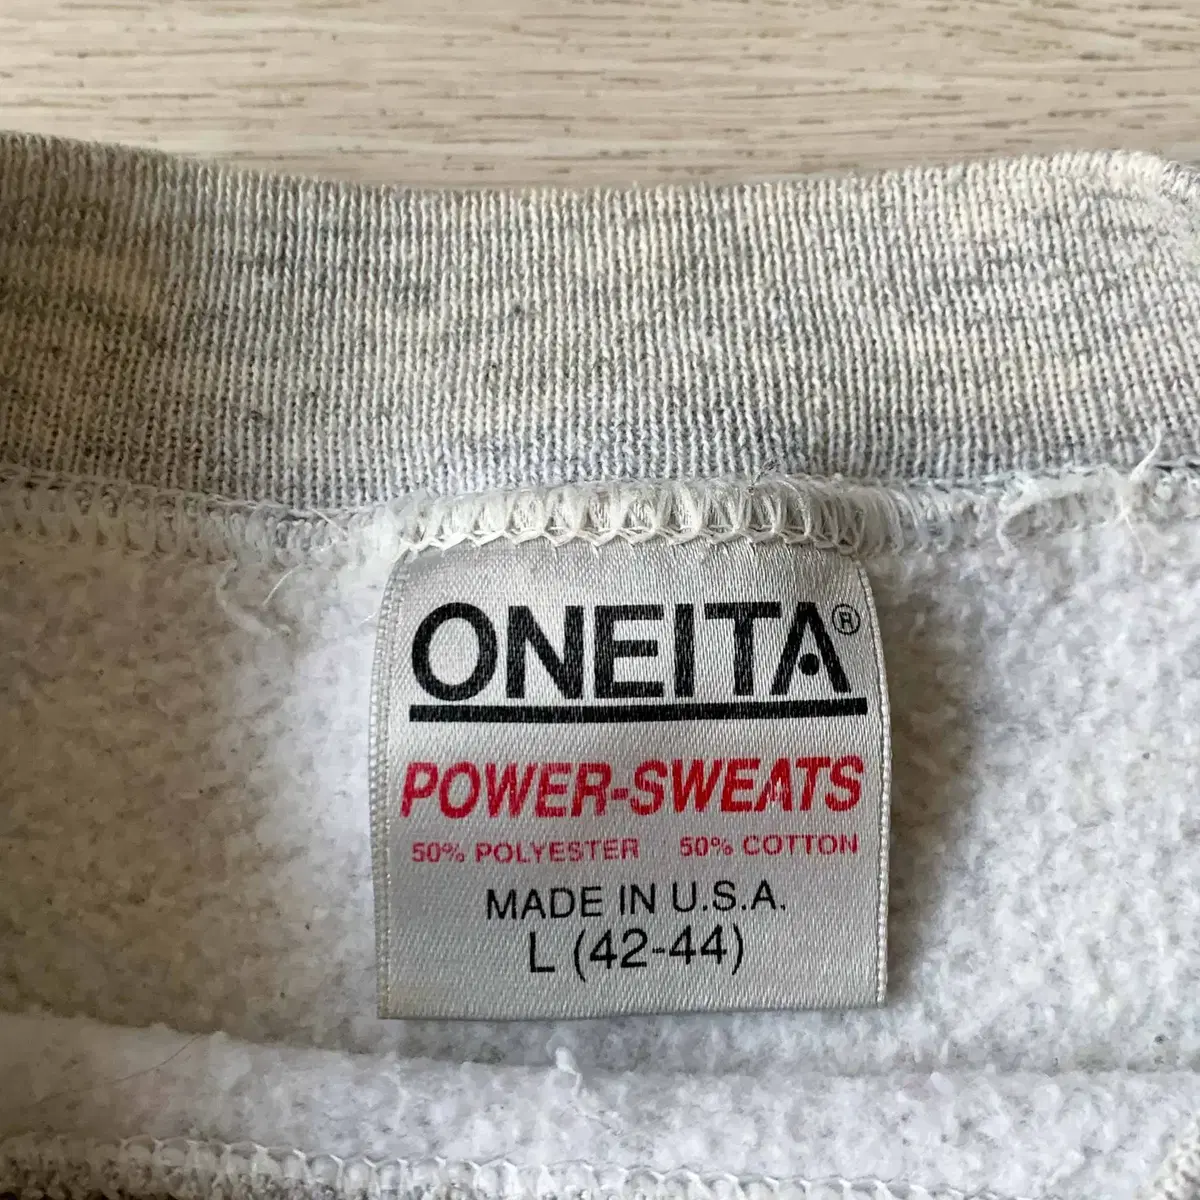 ONEITA®
POWER-SWEATS
50% POLYESTER 50% COTTON
MADE IN U.S.A.
L (42-44)